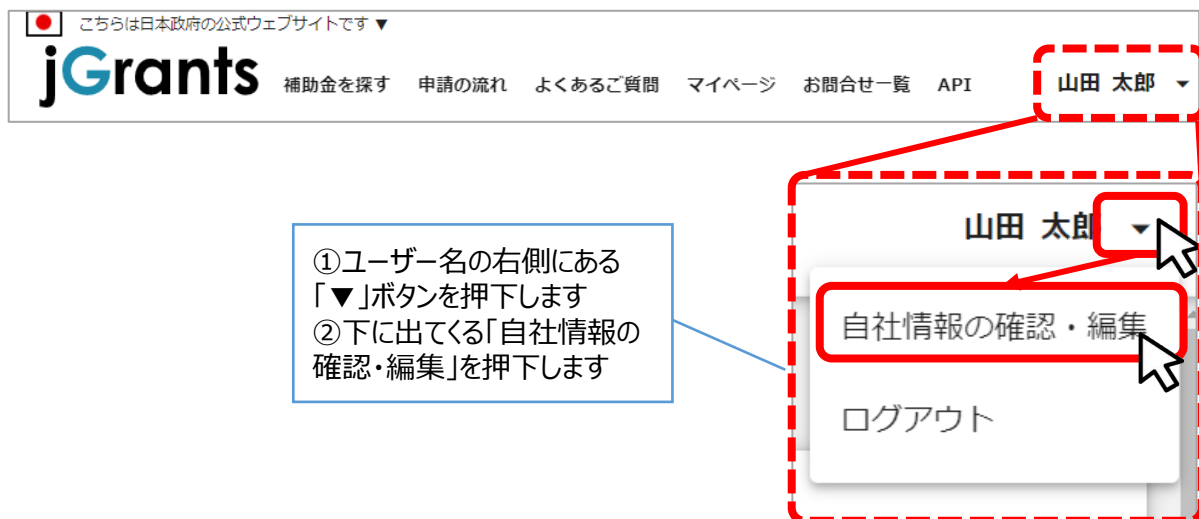 こちらは日本政府の公式ウェブサイトです ▼
jGrants 補助金を探す 申請の流れ よくあるご質問 マイページ お問合せ一覧 API 山田 太郎 ▼
山田 太郎 ▼
①ユーザー名の右側にある
「▼」ボタンを押下します
②下に出てくる「自社情報の
確認・編集」を押下します
自社情報の確認・編集
ログアウト